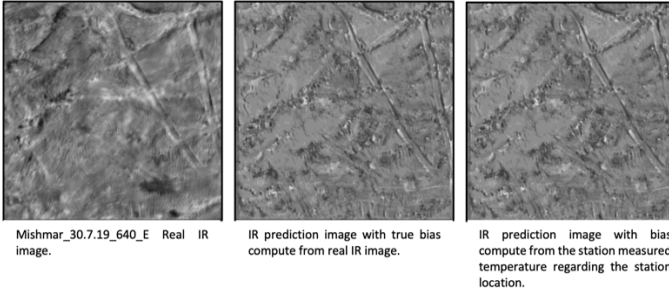 Mishmar_30.7.19_640_E Real IR
image.
IR prediction image with true bias
compute from real IR image.
IR prediction image with bias
compute from the station measured
temperature regarding the station
location.